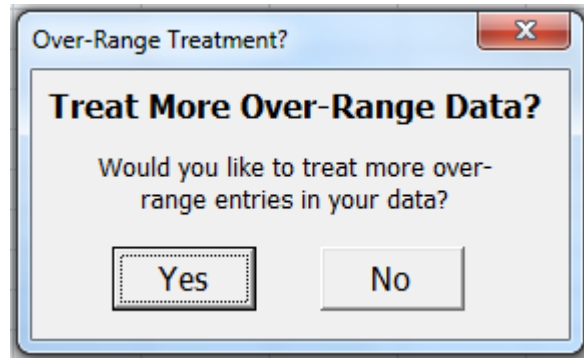 Over-Range Treatment?
Treat More Over-Range Data?
Would you like to treat more over-
range entries in your data?
Yes No